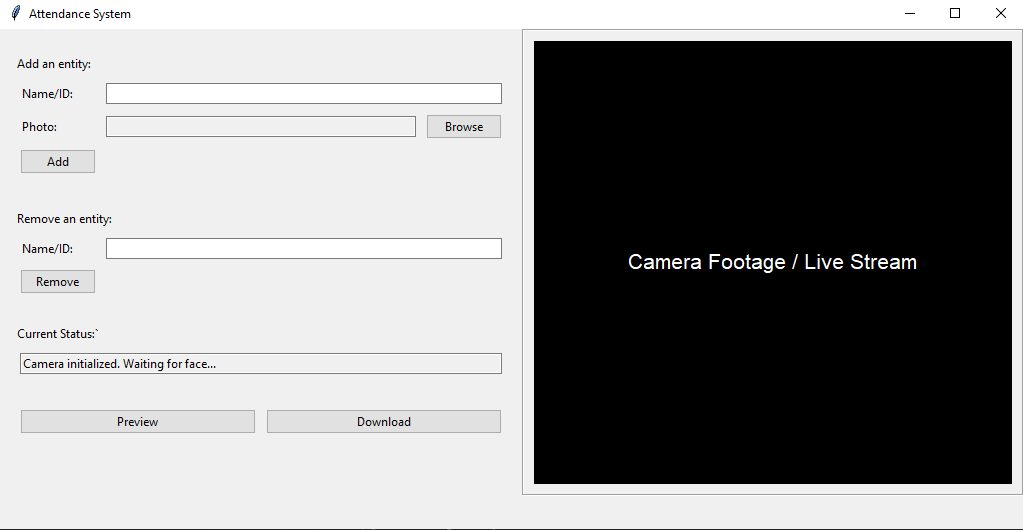 Attendance System
Add an entity:
Name/ID:
Photo:
Browse
Add
Remove an entity:
Name/ID:
Remove
Current Status:`
Camera initialized. Waiting for face...
Preview
Download
Camera Footage / Live Stream